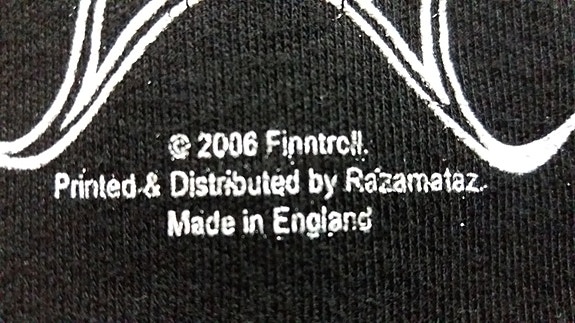 © 2006 Finntroll.
Printed & Distributed by Razamataz.
Made in England